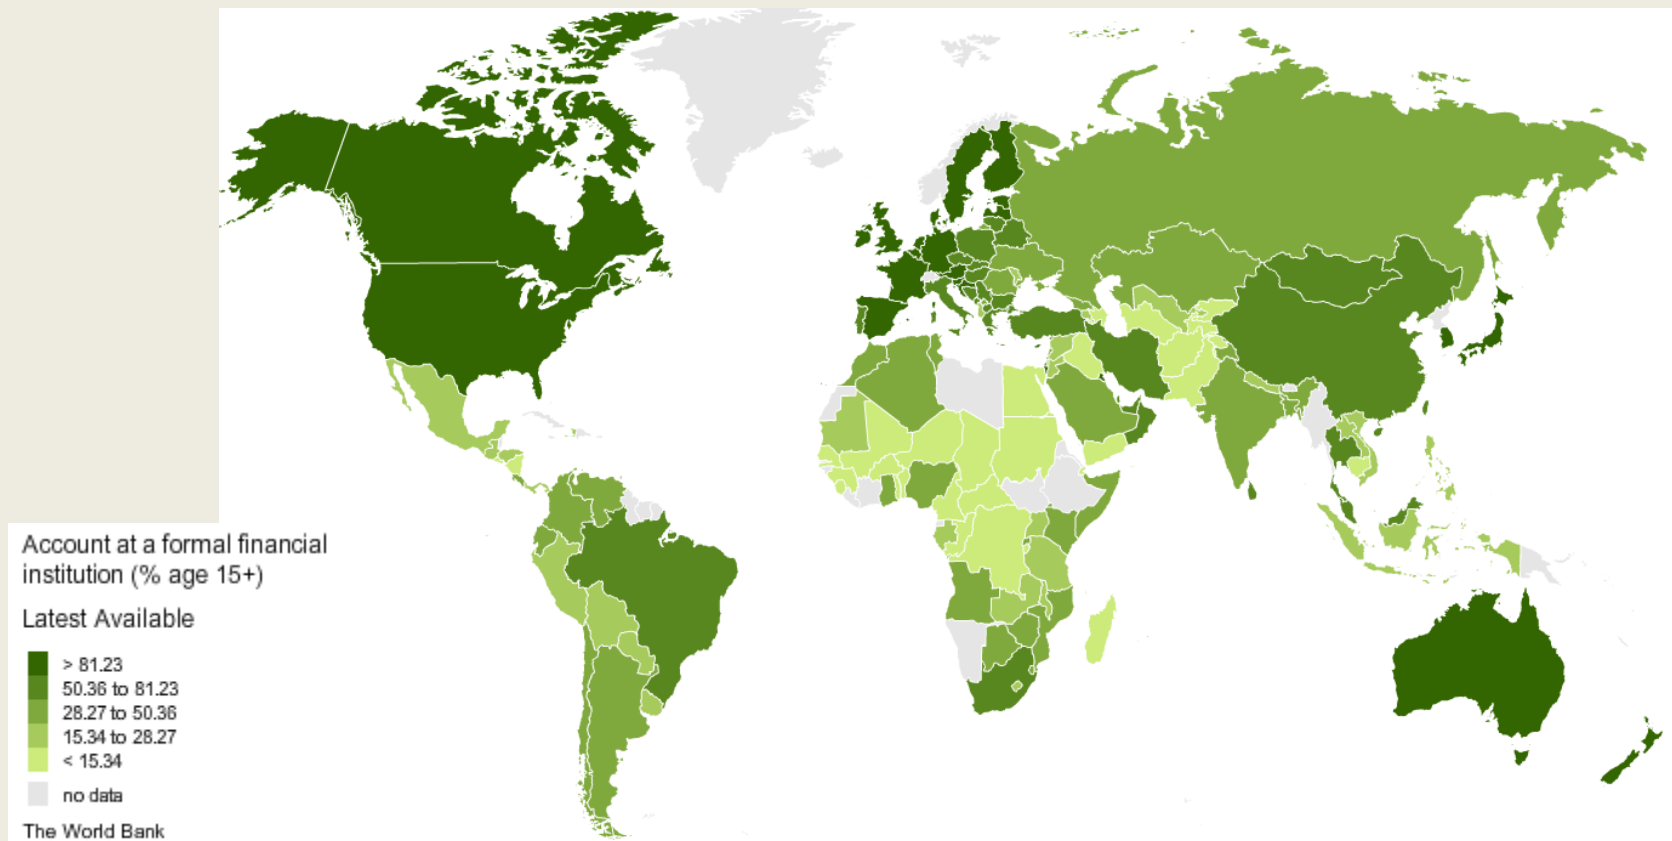 Account at a formal financial
institution (% age 15+)
Latest Available
> 81.23
50.36 to 81.23
28.27 to 50.36
15.34 to 28.27
< 15.34
no data
The World Bank